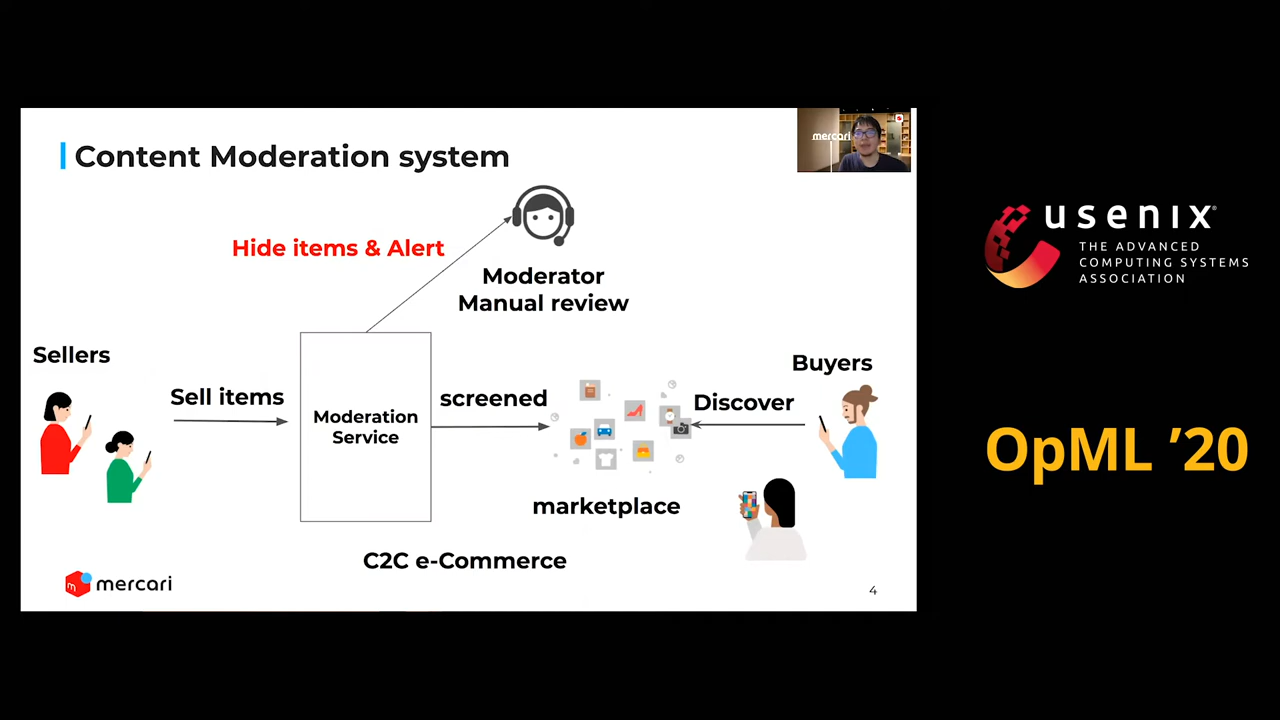 Content Moderation system
mercari
Hide items & Alert
Moderator
Manual review
Sellers
Sell items
Moderation
Service
screened
Discover
Buyers
marketplace
C2C e-Commerce
mercari
4
usenix®
THE ADVANCED
COMPUTING SYSTEMS
ASSOCIATION
OpML ’20